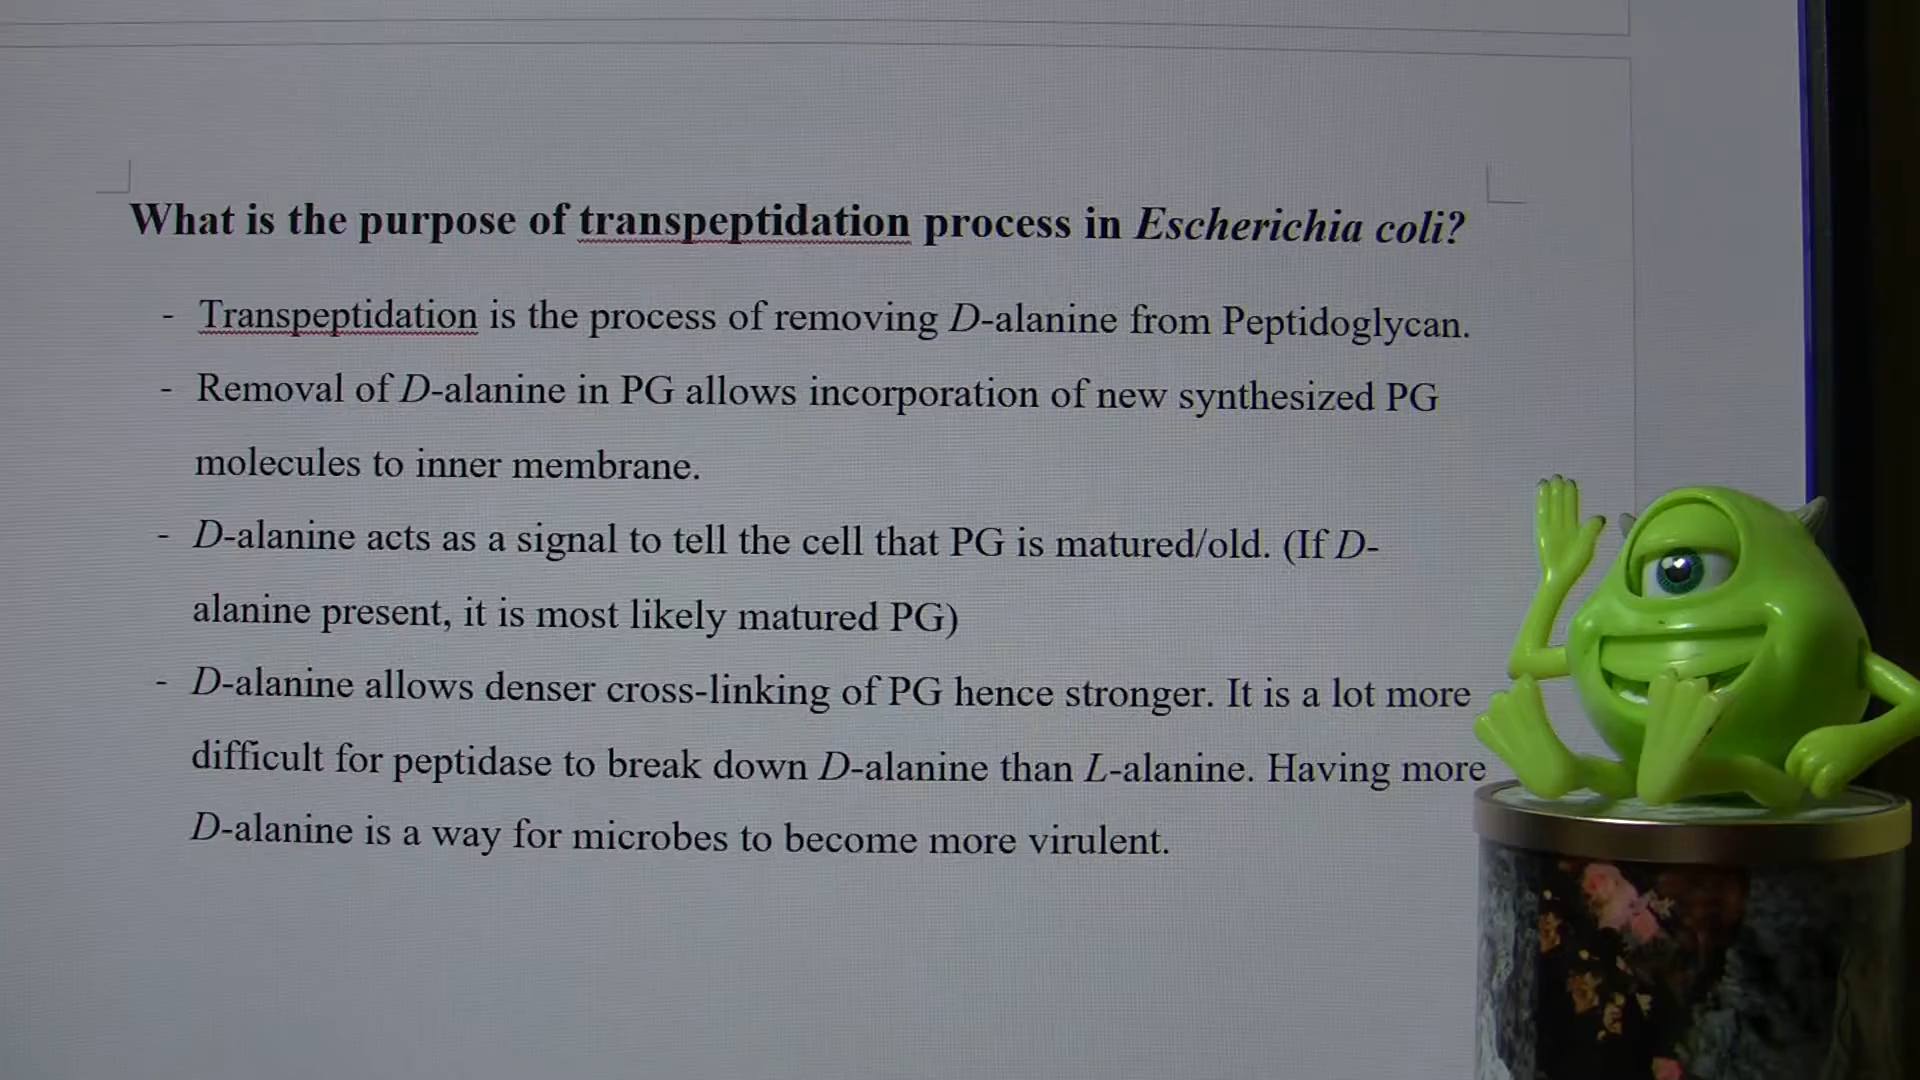 What is the purpose of transpeptidation process in Escherichia coli?
- Transpeptidation is the process of removing D-alanine from Peptidoglycan.
- Removal of D-alanine in PG allows incorporation of new synthesized PG
molecules to inner membrane.
- D-alanine acts as a signal to tell the cell that PG is matured/old. (If D-
alanine present, it is most likely matured PG)
- D-alanine allows denser cross-linking of PG hence stronger. It is a lot more
difficult for peptidase to break down D-alanine than L-alanine. Having more
D-alanine is a way for microbes to become more virulent.